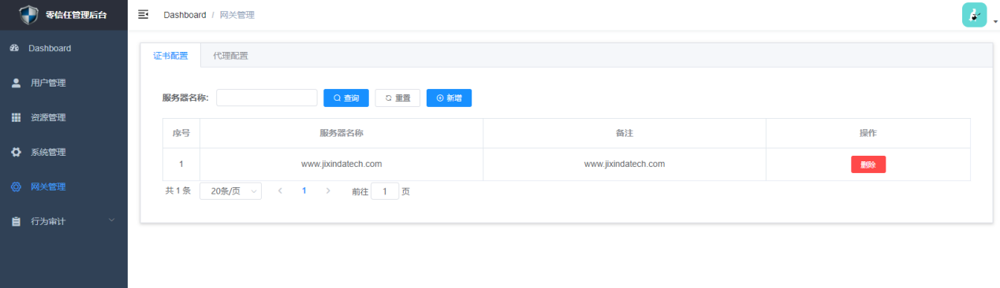 零信任管理后台
Dashboard / 网关管理
Dashboard
用户管理
资源管理
系统管理
网关管理
行为审计
证书配置 代理配置
服务器名称: 查询 重置 新增
序号 服务器名称 备注 操作
1 www.jixindatech.com www.jixindatech.com 删除
共 1 条 20条/页 1 前往 1 页